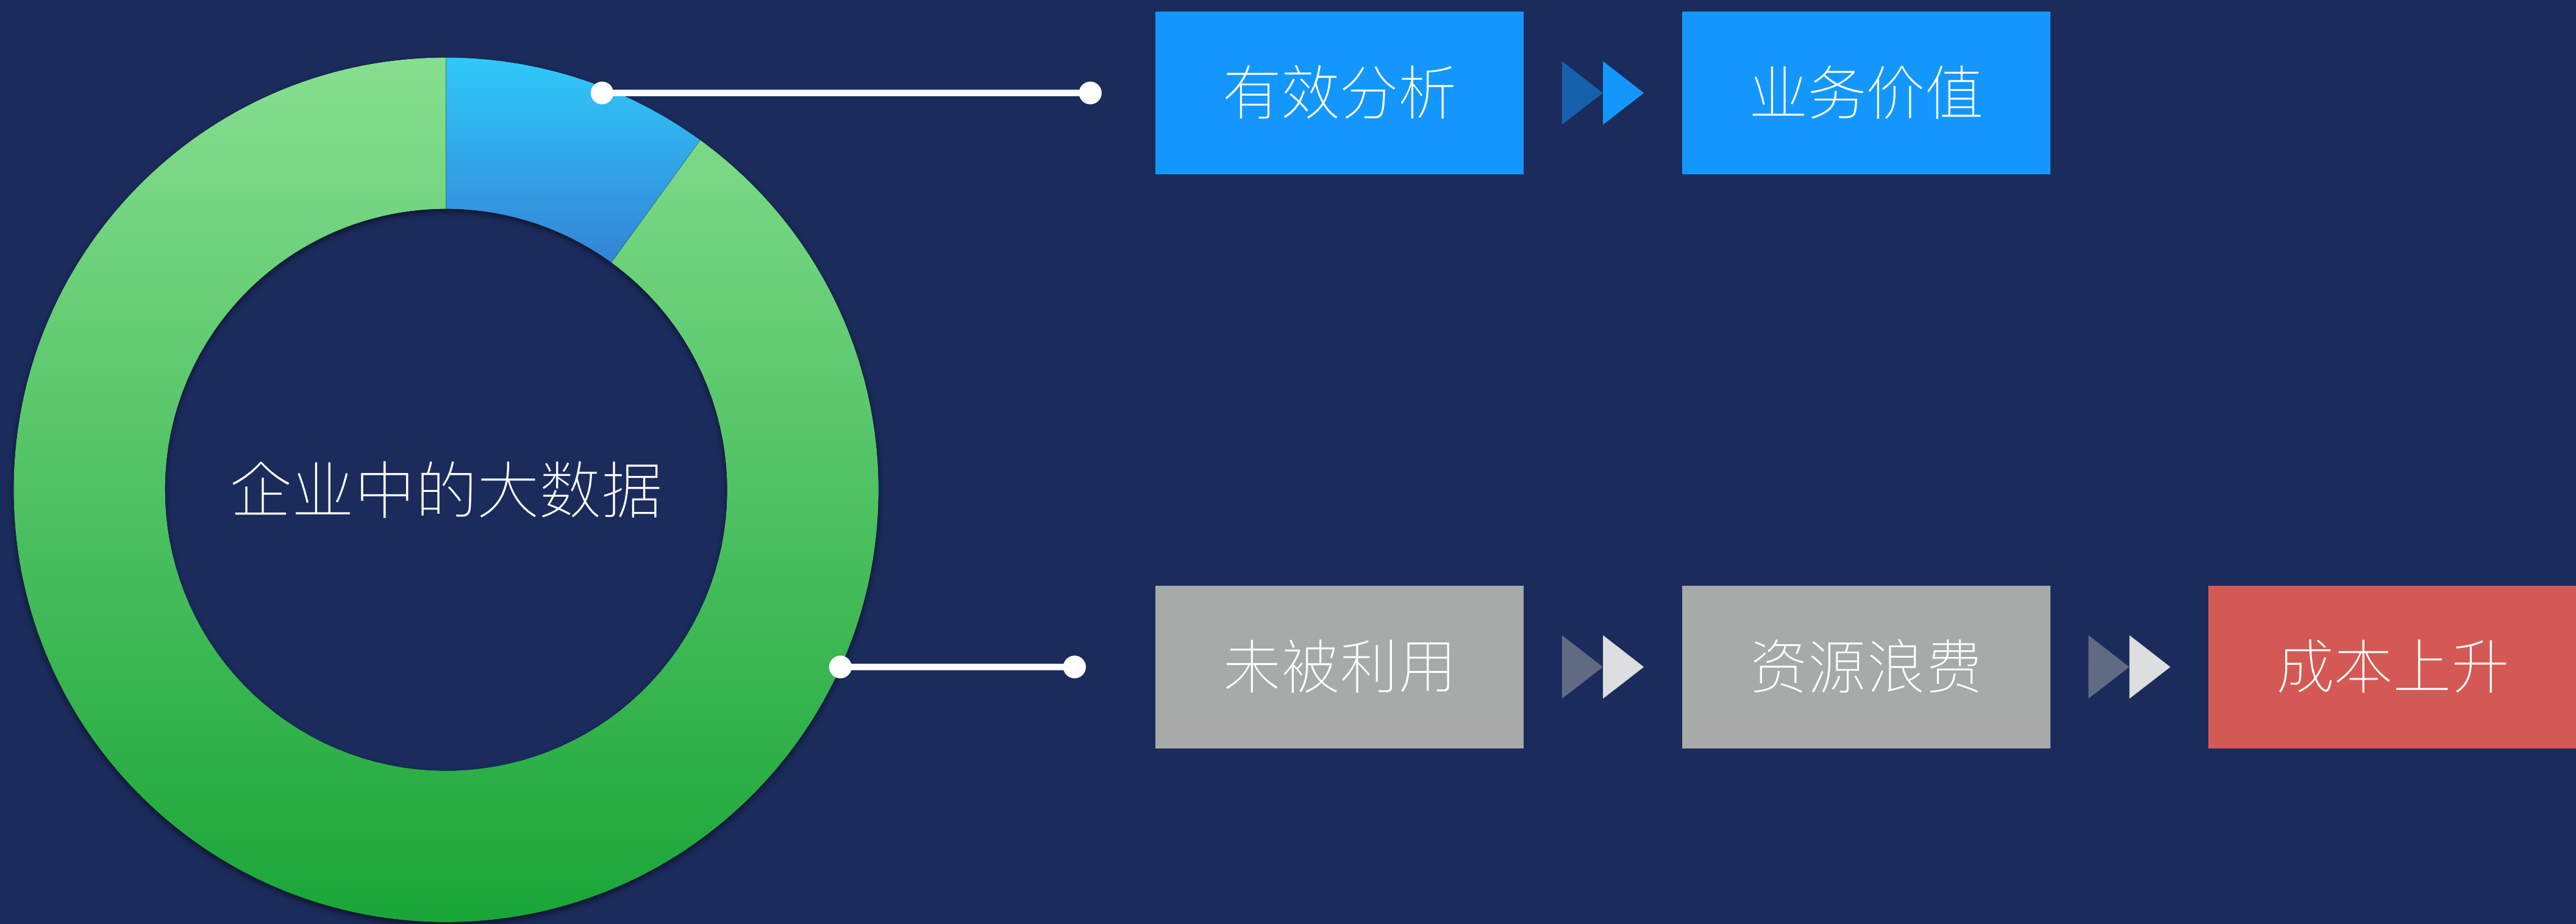 有效分析
业务价值
企业中的大数据
未被利用
资源浪费
成本上升